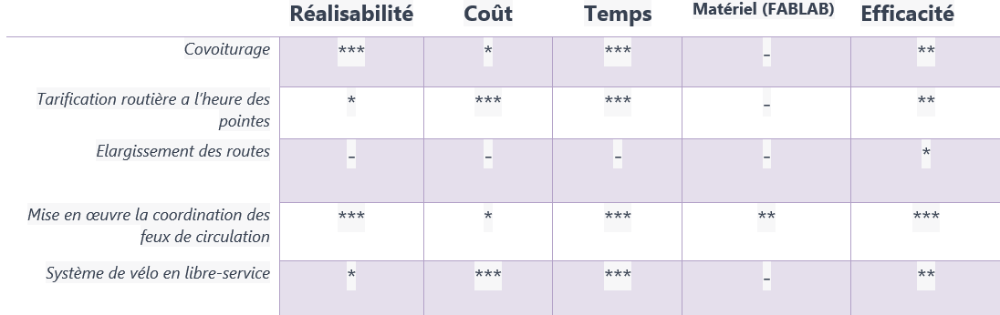 Réalisabilité Coût Temps Matériel (FABLAB) Efficacité
Covoiturage *** * *** - **
Tarification routière a l’heure des
pointes * *** *** - **
Elargissement des routes - - - - *
Mise en œuvre la coordination des
feux de circulation *** * *** ** ***
Système de vélo en libre-service * *** *** - **